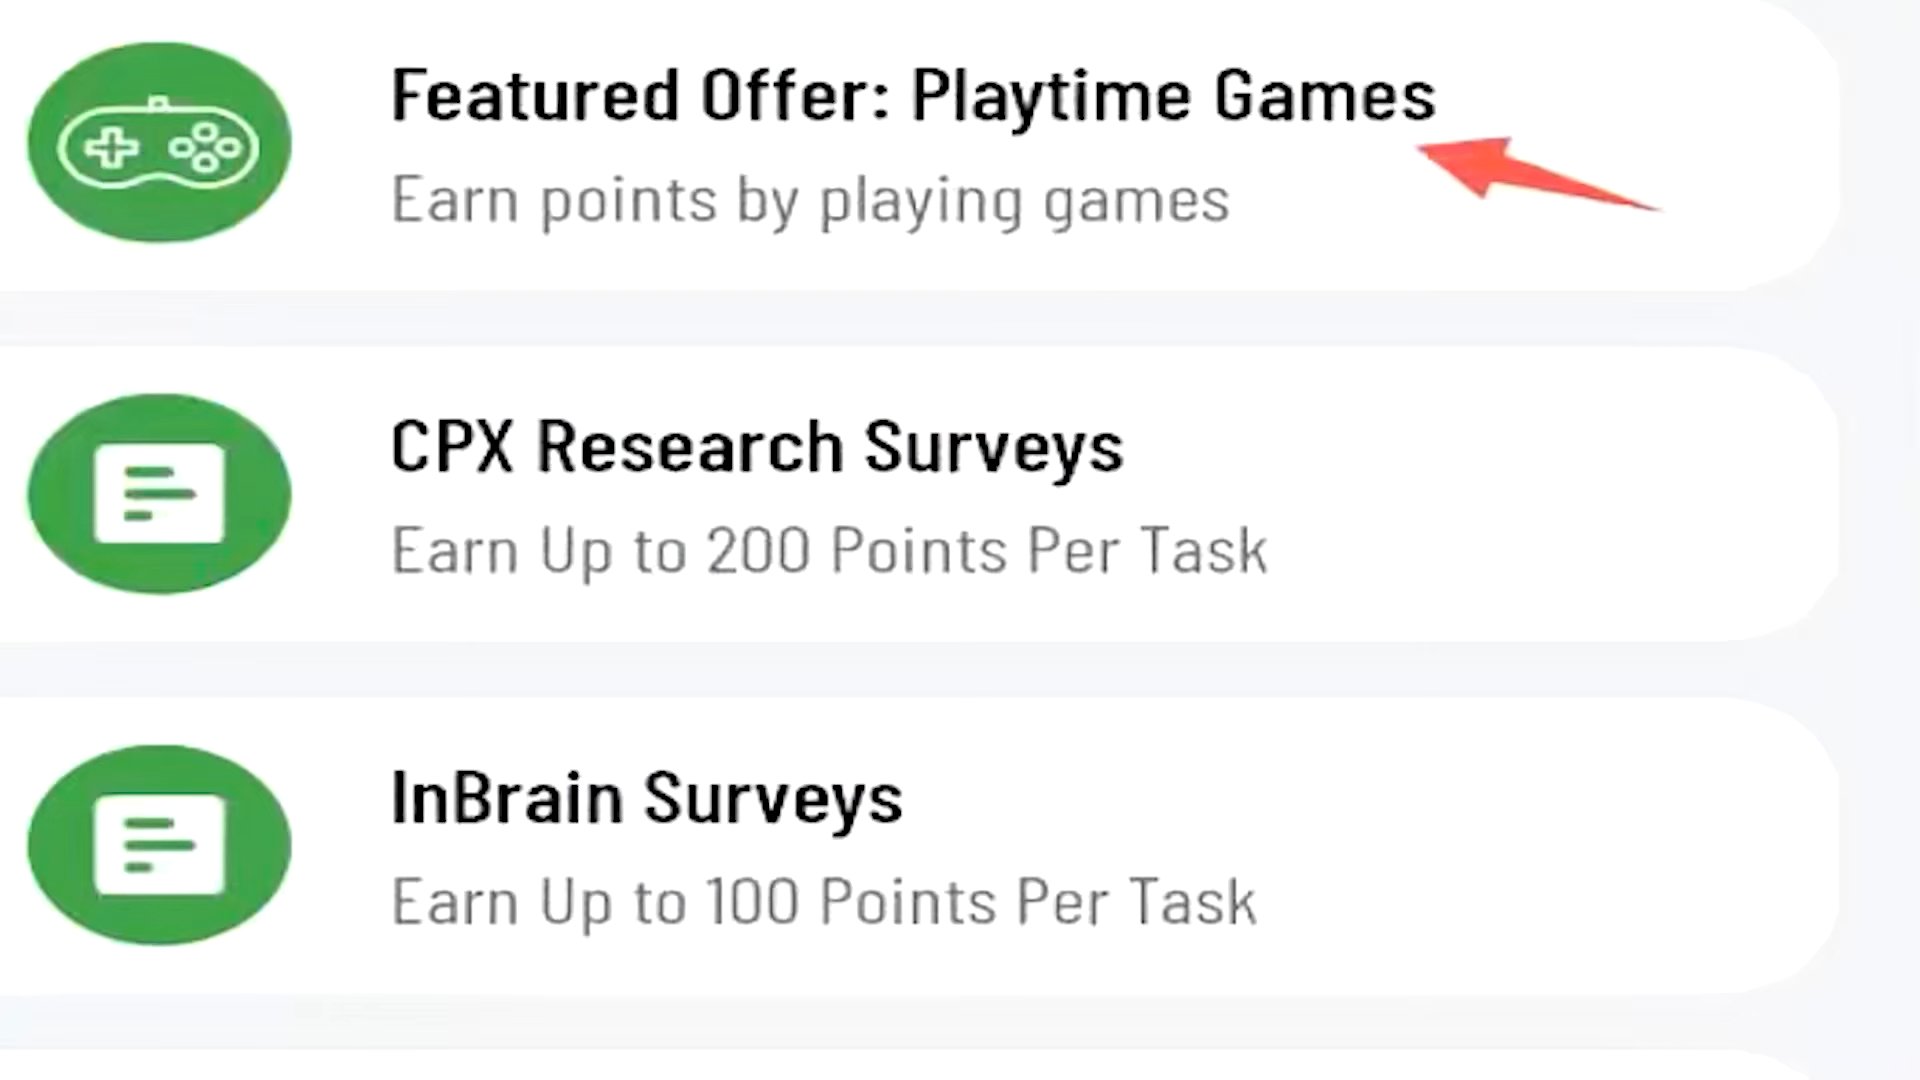 Featured Offer: Playtime Games
Earn points by playing games
CPX Research Surveys
Earn Up to 200 Points Per Task
InBrain Surveys
Earn Up to 100 Points Per Task